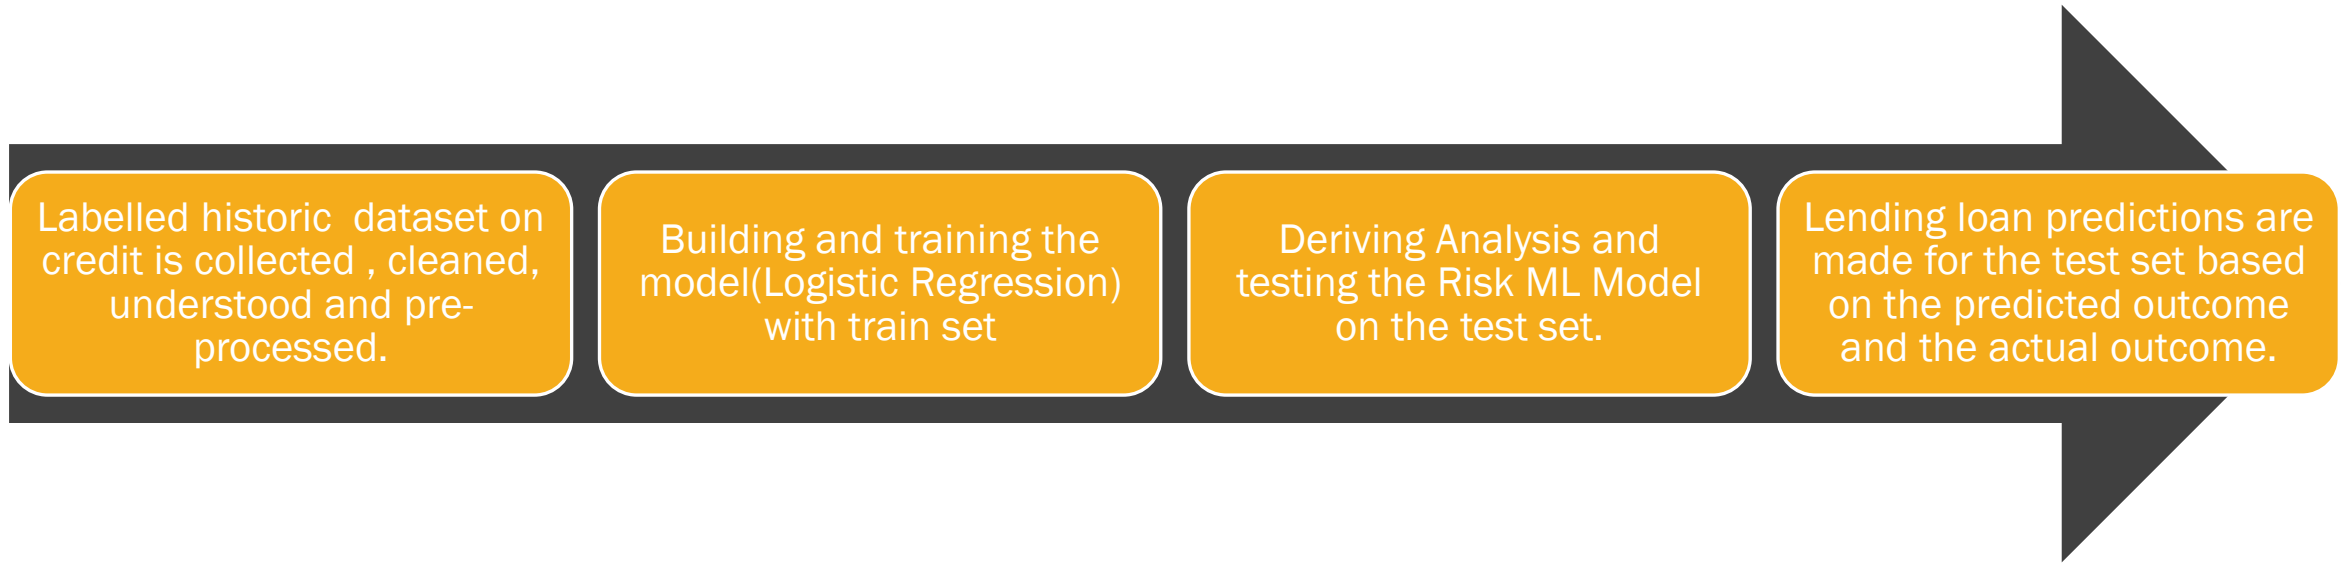 Labelled historic  dataset on
credit is collected , cleaned,
understood and pre-
processed.
Building and training the
model(Logistic Regression)
with train set
Deriving Analysis and
testing the Risk ML Model
on the test set.
Lending loan predictions are
made for the test set based
on the predicted outcome
and the actual outcome.